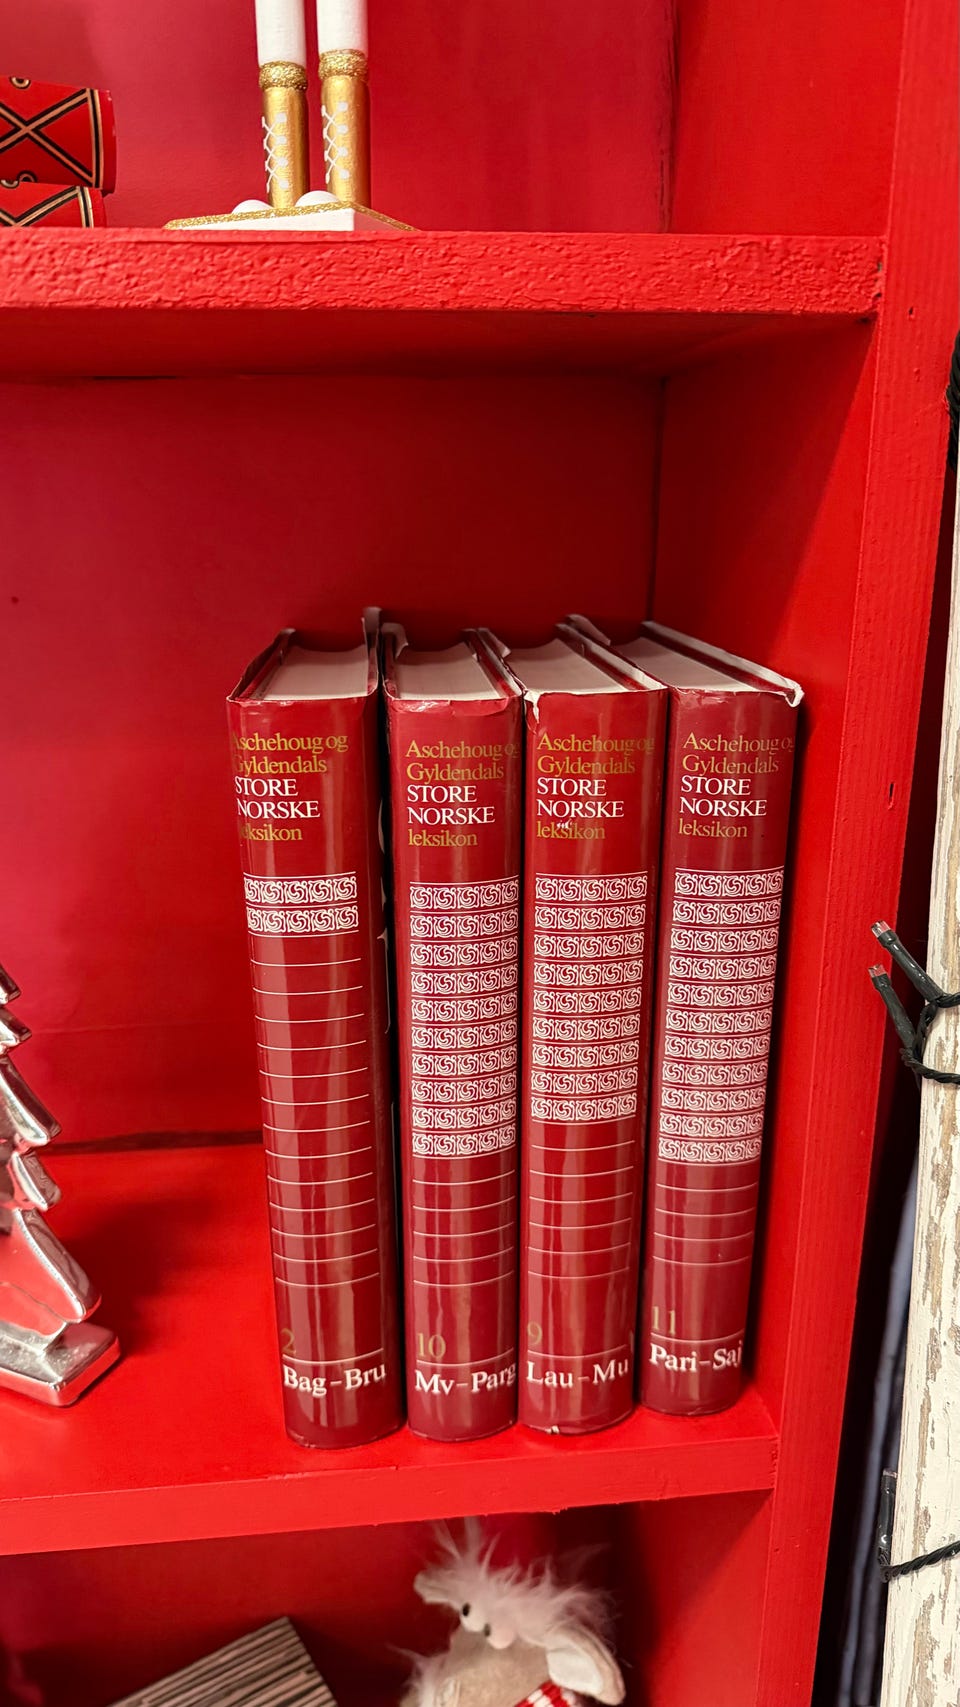 Aschehoug og
Gyldendals
STORE
NORSKE
leksikon
2
Bag–Bru
Aschehoug og
Gyldendals
STORE
NORSKE
leksikon
10
Mv–Parg
Aschehoug og
Gyldendals
STORE
NORSKE
leksikon
9
Lau–Mu
Aschehoug og
Gyldendals
STORE
NORSKE
leksikon
11
Pari–Saj